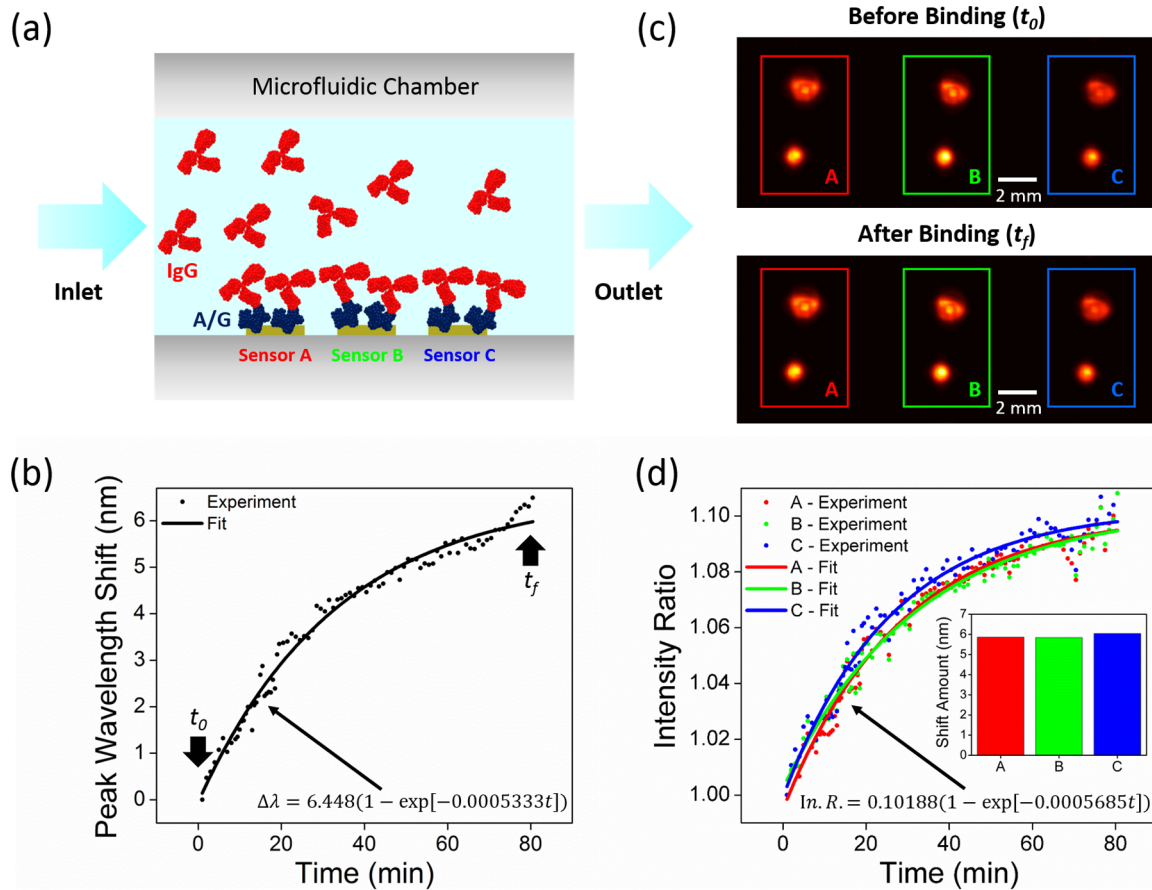 (a)
Microfluidic Chamber
Inlet
IgG
A/G
Outlet
Sensor A
Sensor B
Sensor C
(c)
Before Binding (t0)
A
B
C
2 mm
2 mm
After Binding (tf)
A
B
C
2 mm
2 mm
(b)
Peak Wavelength Shift (nm)
Experiment
Fit
6
5
4
3
2
1
0
t0
tf
Δλ = 6.448(1 − exp[−0.0005333t])
0
20
40
60
80
Time (min)
(d)
Intensity Ratio
A - Experiment
B - Experiment
C - Experiment
A - Fit
B - Fit
C - Fit
1.10
1.08
1.06
1.04
1.02
1.00
Shift Amount (nm)
7
6
5
4
3
2
1
0
A
B
C
In. R. = 0.10188(1 − exp[−0.0005685t])
0
20
40
60
80
Time (min)